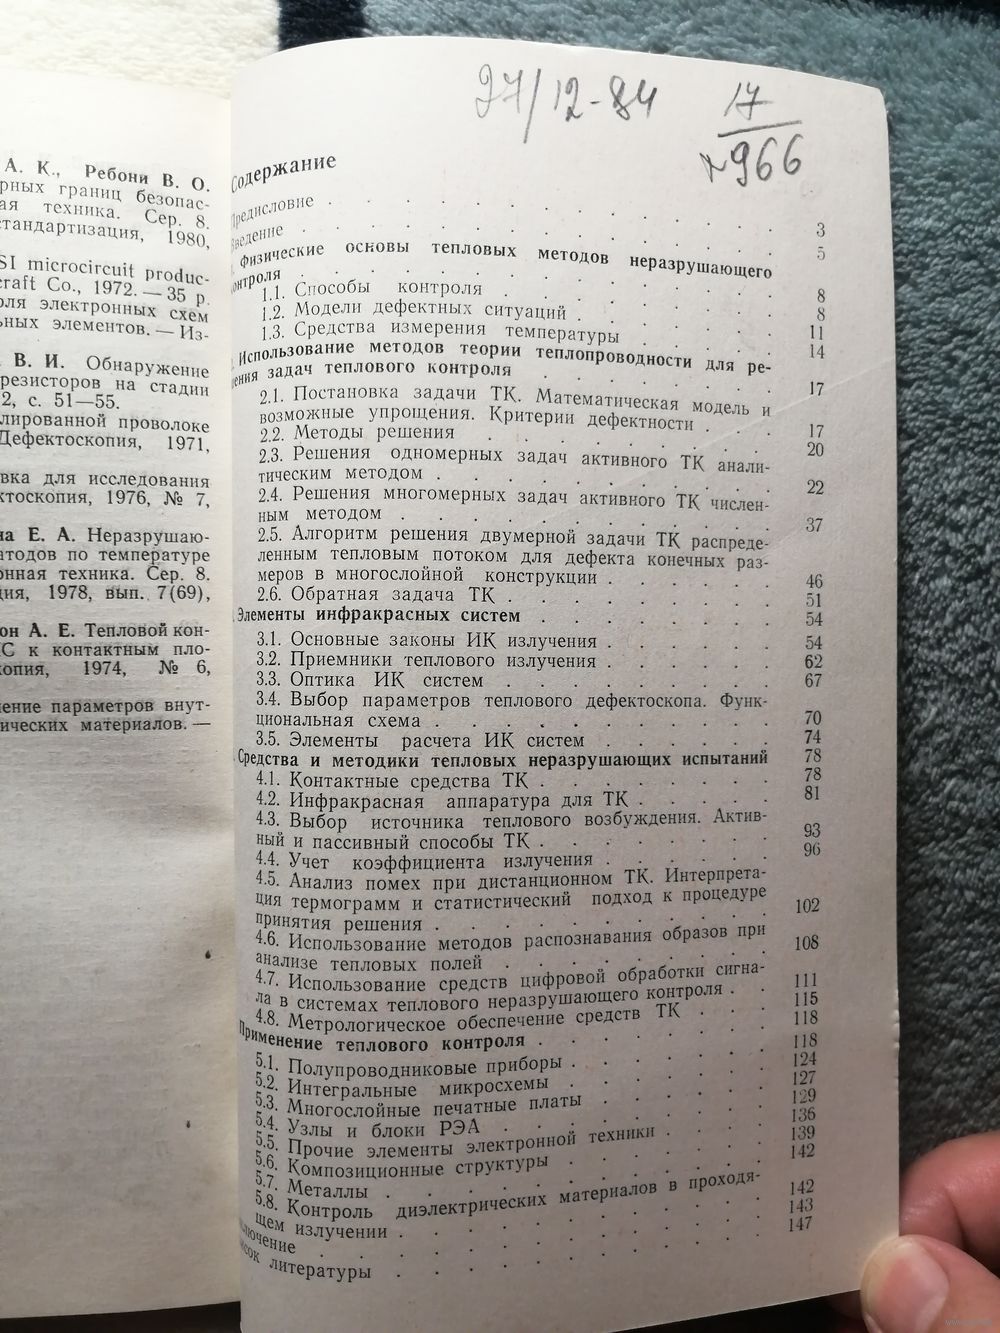 27/12-84
17
№966
А. К., Ребони В. О.
рных границ безопас-
ая техника. Сер. 8.
стандартизация, 1980,
SI microcircuit produc-
craft Co., 1972. — 35 p.
оля электронных схем
ьных элементов. — Из-
В. И. Обнаружение
резисторов на стадии
2, с. 51—55.
лированной проволоке
Дефектоскопия, 1971,
вка для исследования
ктоскопия, 1976, № 7,
на Е. А. Неразрушаю-
атодов по температуре
онная техника. Сер. 8.
ция, 1978, вып. 7(69),
он А. Е. Тепловой кон-
С к контактным пло-
копия, 1974, № 6,
ение параметров внут-
ических материалов. —
Содержание
Предисловие . . . 3
Введение . . . 5
Физические основы тепловых методов неразрушающего
контроля . . . 8
1.1. Способы контроля . . . 8
1.2. Модели дефектных ситуаций . . . 11
1.3. Средства измерения температуры . . . 14
Использование методов теории теплопроводности для ре-
шения задач теплового контроля . . . 17
2.1. Постановка задачи ТК. Математическая модель и
возможные упрощения. Критерии дефектности . . . 17
2.2. Методы решения . . . 20
2.3. Решения одномерных задач активного ТК анали-
тическим методом . . . 22
2.4. Решения многомерных задач активного ТК числен-
ным методом . . . 37
2.5. Алгоритм решения двумерной задачи ТК распреде-
ленным тепловым потоком для дефекта конечных раз-
меров в многослойной конструкции . . . 46
2.6. Обратная задача ТК . . . 51
Элементы инфракрасных систем . . . 54
3.1. Основные законы ИК излучения . . . 54
3.2. Приемники теплового излучения . . . 62
3.3. Оптика ИК систем . . . 67
3.4. Выбор параметров теплового дефектоскопа. Функ-
циональная схема . . . 70
3.5. Элементы расчета ИК систем . . . 74
Средства и методики тепловых неразрушающих испытаний 78
4.1. Контактные средства ТК . . . 78
4.2. Инфракрасная аппаратура для ТК . . . 81
4.3. Выбор источника теплового возбуждения. Актив-
ный и пассивный способы ТК . . . 93
4.4. Учет коэффициента излучения . . . 96
4.5. Анализ помех при дистанционном ТК. Интерпрета-
ция термограмм и статистический подход к процедуре
принятия решения . . . 102
4.6. Использование методов распознавания образов при
анализе тепловых полей . . . 108
4.7. Использование средств цифровой обработки сигна-
ла в системах теплового неразрушающего контроля . . 111
4.8. Метрологическое обеспечение средств ТК . . . 115
Применение теплового контроля . . . 118
5.1. Полупроводниковые приборы . . . 118
5.2. Интегральные микросхемы . . . 124
5.3. Многослойные печатные платы . . . 127
5.4. Узлы и блоки РЭА . . . 129
5.5. Прочие элементы электронной техники . . . 136
5.6. Композиционные структуры . . . 139
5.7. Металлы . . . 142
5.8. Контроль диэлектрических материалов в проходя-
щем излучении . . . 142
лючение . . . 143
сок литературы . . . 147